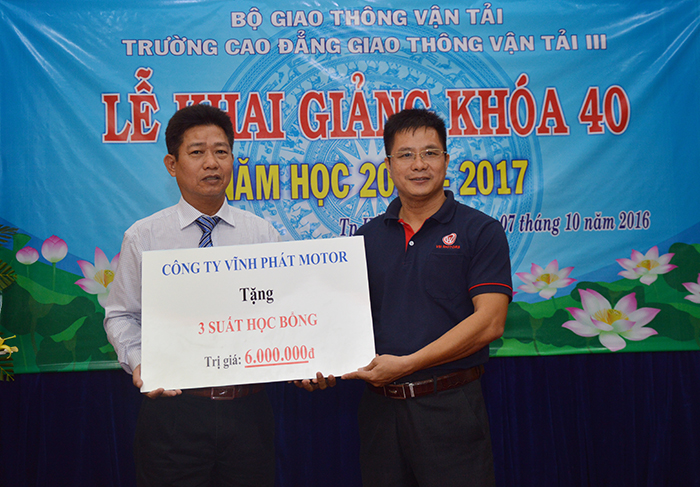 BỘ GIAO THÔNG VẬN TẢI
TRƯỜNG CAO ĐẲNG GIAO THÔNG VẬN TẢI III
LỄ KHAI GIẢNG KHÓA 40
NĂM HỌC - 2017
07 tháng 10 năm 2016
CÔNG TY VĨNH PHÁT MOTOR
Tặng
3 SUẤT HỌC BỔNG
Trị giá: 6.000.000đ